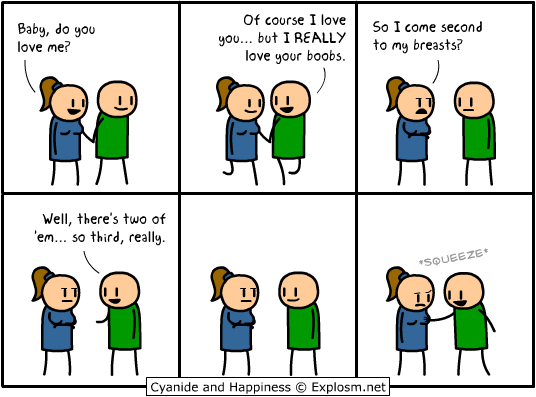 Baby, do you
love me?
Of course I love
you... but I REALLY
love your boobs.
So I come second
to my breasts?
Well, there's two of
'em... so third, really.
*SQUEEZE*
Cyanide and Happiness © Explosm.net